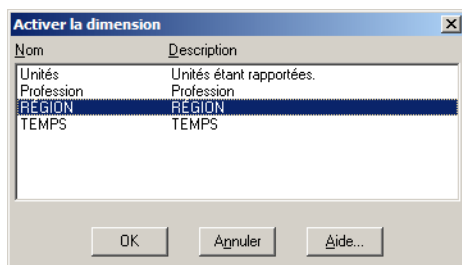 Activer la dimension
Nom Description
Unités Unités étant rapportées.
Profession Profession
RÉGION RÉGION
TEMPS TEMPS
OK Annuler Aide...